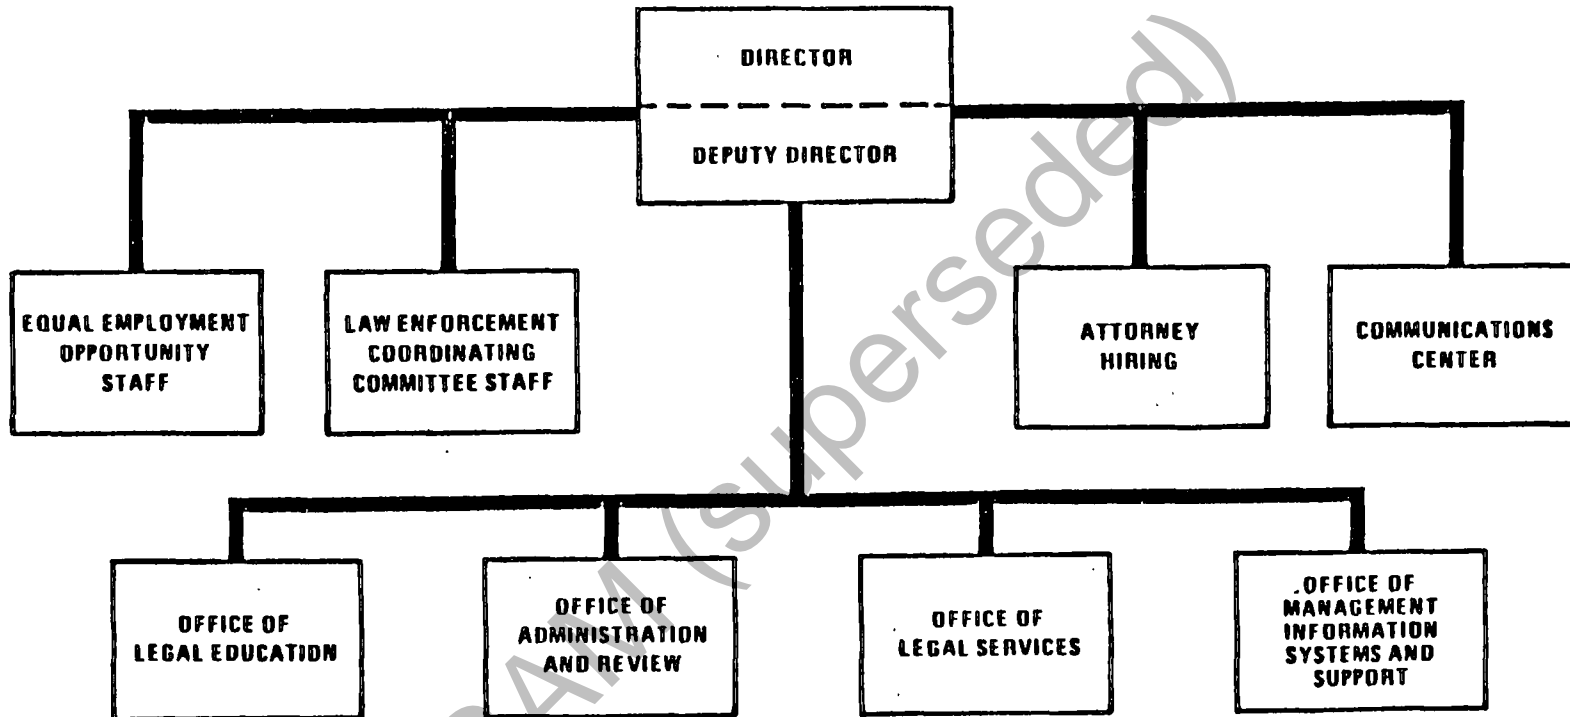 DIRECTOR
DEPUTY DIRECTOR
EQUAL EMPLOYMENT
OPPORTUNITY
STAFF
LAW ENFORCEMENT
COORDINATING
COMMITTEE STAFF
ATTORNEY
HIRING
COMMUNICATIONS
CENTER
OFFICE OF
LEGAL EDUCATION
OFFICE OF
ADMINISTRATION
AND REVIEW
OFFICE OF
LEGAL SERVICES
OFFICE OF
MANAGEMENT
INFORMATION
SYSTEMS AND
SUPPORT
(superseded)